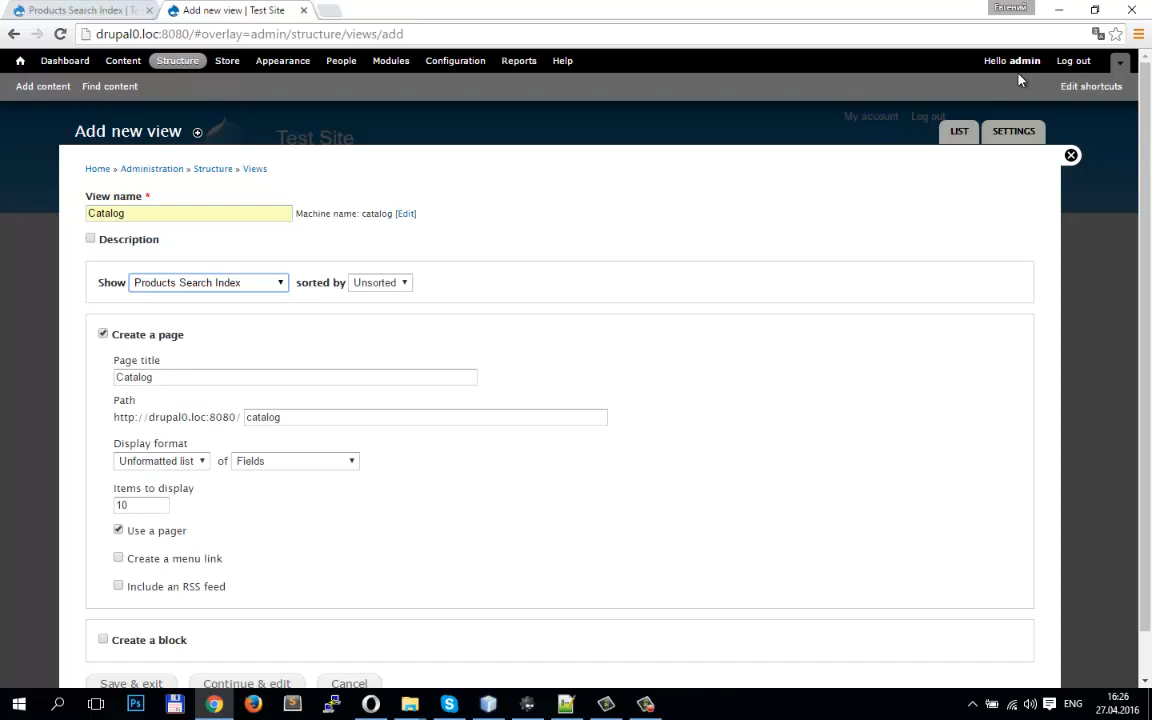 Products Search Index | T
Add new view | Test Site
Евгений
drupal0.loc:8080/#overlay=admin/structure/views/add
Dashboard Content Structure Store Appearance People Modules Configuration Reports Help
Hello admin Log out
Add content Find content
Edit shortcuts
My account Log out
Add new view
Test Site
LIST SETTINGS
Home » Administration » Structure » Views
View name *
Catalog Machine name: catalog [Edit]
Description
Show Products Search Index sorted by Unsorted
Create a page
Page title
Catalog
Path
http://drupal0.loc:8080/ catalog
Display format
Unformatted list of Fields
Items to display
10
Use a pager
Create a menu link
Include an RSS feed
Create a block
Save & exit Continue & edit Cancel
Ps
S
ENG
16:26
27.04.2016